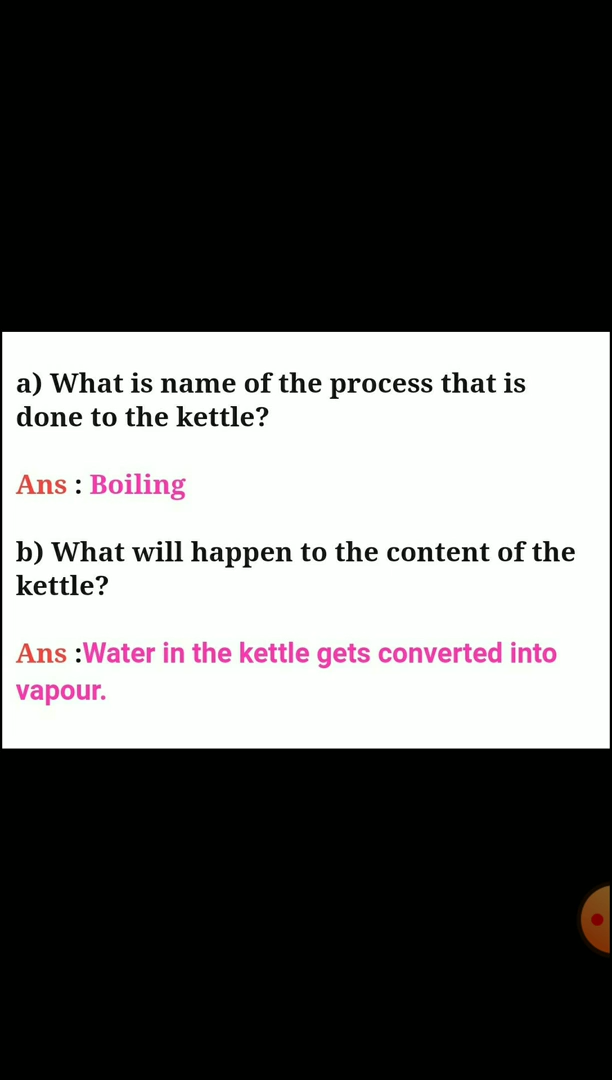 a) What is name of the process that is
done to the kettle?
Ans : Boiling
b) What will happen to the content of the
kettle?
Ans :Water in the kettle gets converted into
vapour.